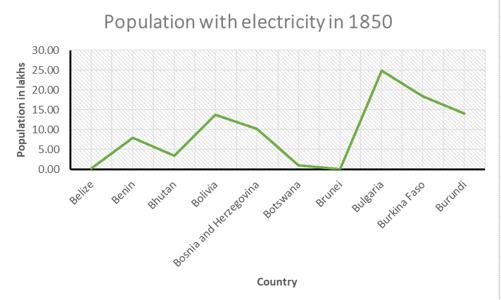 Population with electricity in 1850
Population in lakhs
30.00
25.00
20.00
15.00
10.00
5.00
0.00
Belize
Benin
Bhutan
Bolivia
Bosnia and Herzegovina
Botswana
Brunei
Bulgaria
Burkina Faso
Burundi
Country